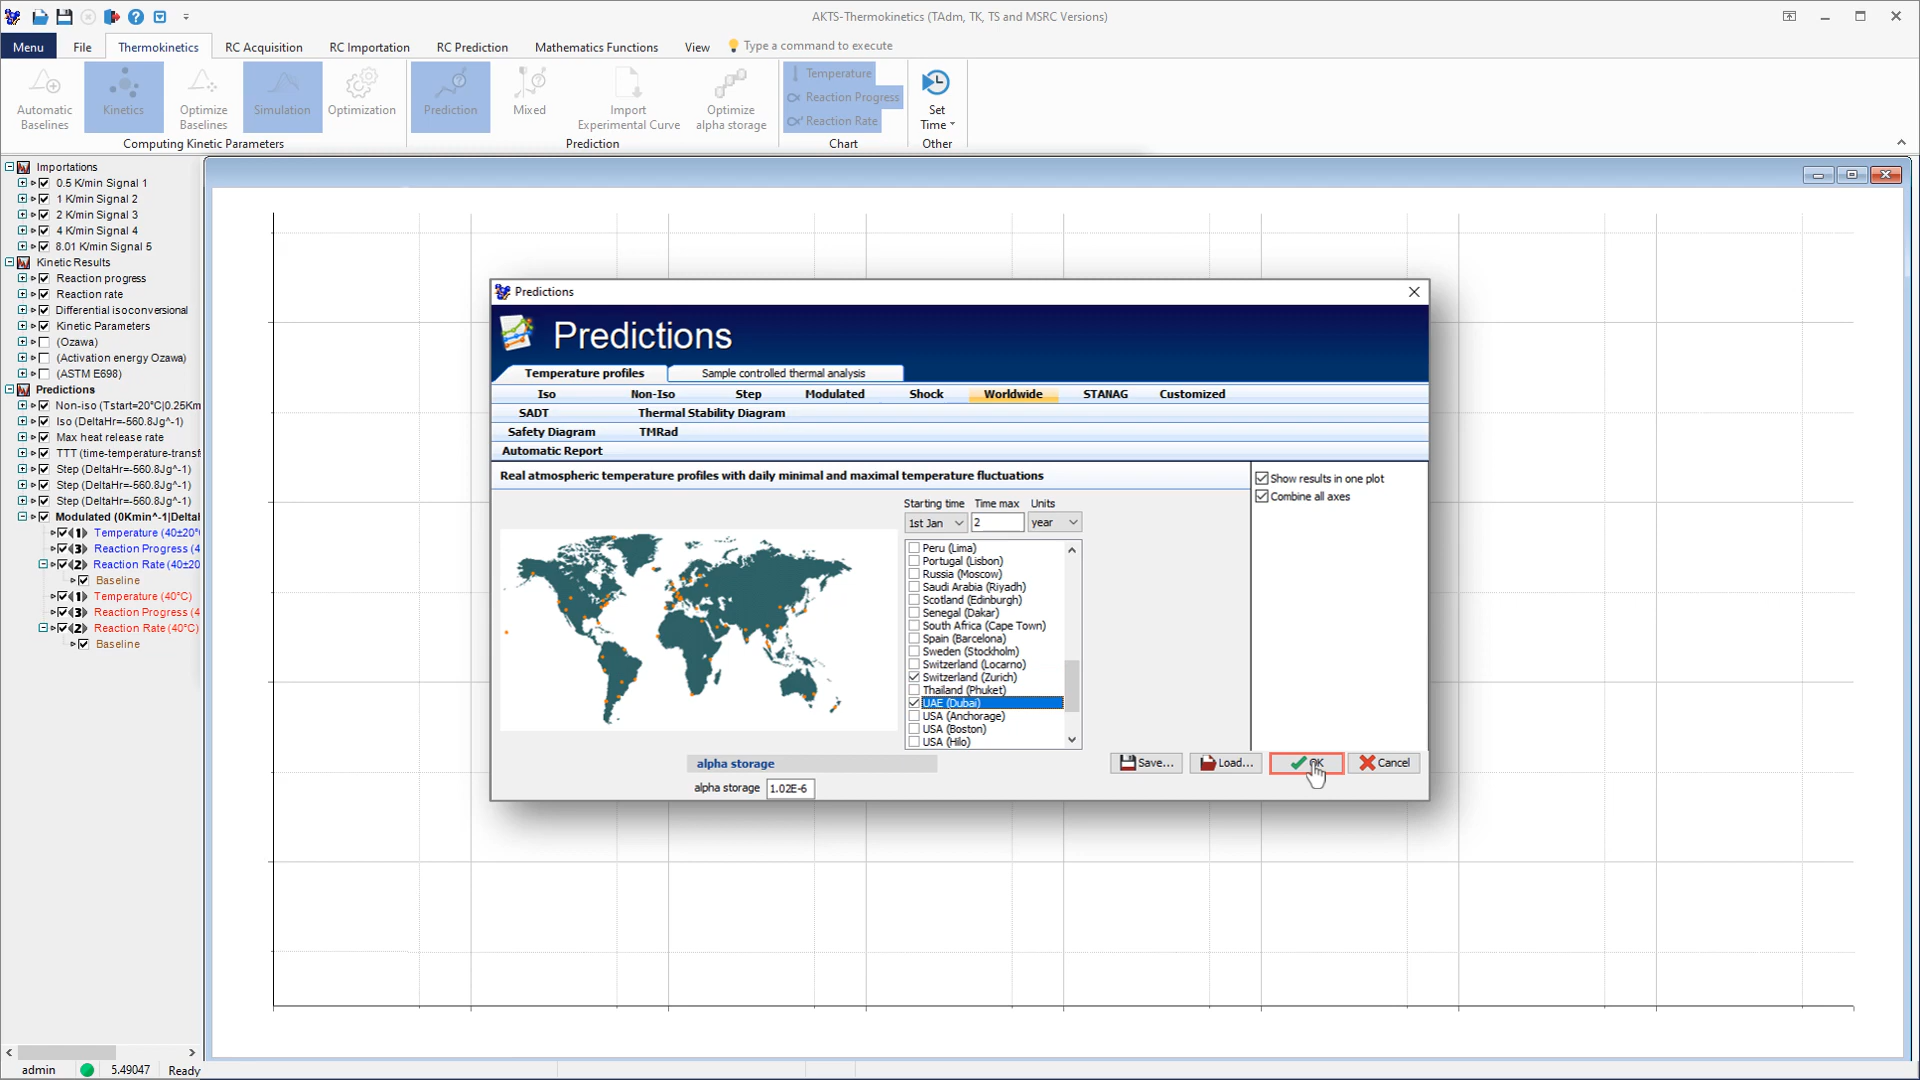 AKTS-Thermokinetics (TAdm, TK, TS and MSRC Versions)
Menu File Thermokinetics RC Acquisition RC Importation RC Prediction Mathematics Functions View Type a command to execute
Automatic Baselines
Kinetics
Optimize Baselines
Simulation
Optimization
Prediction
Mixed
Import Experimental Curve
Optimize alpha storage
Temperature
Reaction Progress
Reaction Rate
Set Time
Computing Kinetic Parameters Prediction Chart Other
Importations
0.5 K/min Signal 1
1 K/min Signal 2
2 K/min Signal 3
4 K/min Signal 4
8.01 K/min Signal 5
Kinetic Results
Reaction progress
Reaction rate
Differential isoconversional
Kinetic Parameters
(Ozawa)
(Activation energy Ozawa)
(ASTM E698)
Predictions
Non-iso (Tstart=20°C|0.25Km
Iso (DeltaHr=-560.8Jg^-1)
Max heat release rate
TTT (time-temperature-transf
Step (DeltaHr=-560.8Jg^-1)
Step (DeltaHr=-560.8Jg^-1)
Step (DeltaHr=-560.8Jg^-1)
Modulated (0Kmin^-1|Delta
(1) Temperature (40±20°
(3) Reaction Progress (4
(2) Reaction Rate (40±20
Baseline
(1) Temperature (40°C)
(3) Reaction Progress (4
(2) Reaction Rate (40°C)
Baseline
Predictions
Predictions
Temperature profiles Sample controlled thermal analysis
Iso Non-Iso Step Modulated Shock Worldwide STANAG Customized
SADT Thermal Stability Diagram
Safety Diagram TMRad
Automatic Report
Real atmospheric temperature profiles with daily minimal and maximal temperature fluctuations
Show results in one plot
Combine all axes
Starting time Time max Units
1st Jan 2 year
Peru (Lima)
Portugal (Lisbon)
Russia (Moscow)
Saudi Arabia (Riyadh)
Scotland (Edinburgh)
Senegal (Dakar)
South Africa (Cape Town)
Spain (Barcelona)
Sweden (Stockholm)
Switzerland (Locarno)
Switzerland (Zurich)
Thailand (Phuket)
UAE (Dubai)
USA (Anchorage)
USA (Boston)
USA (Hilo)
alpha storage
alpha storage 1.02E-6
Save... Load... OK Cancel
admin 5.49047 Ready